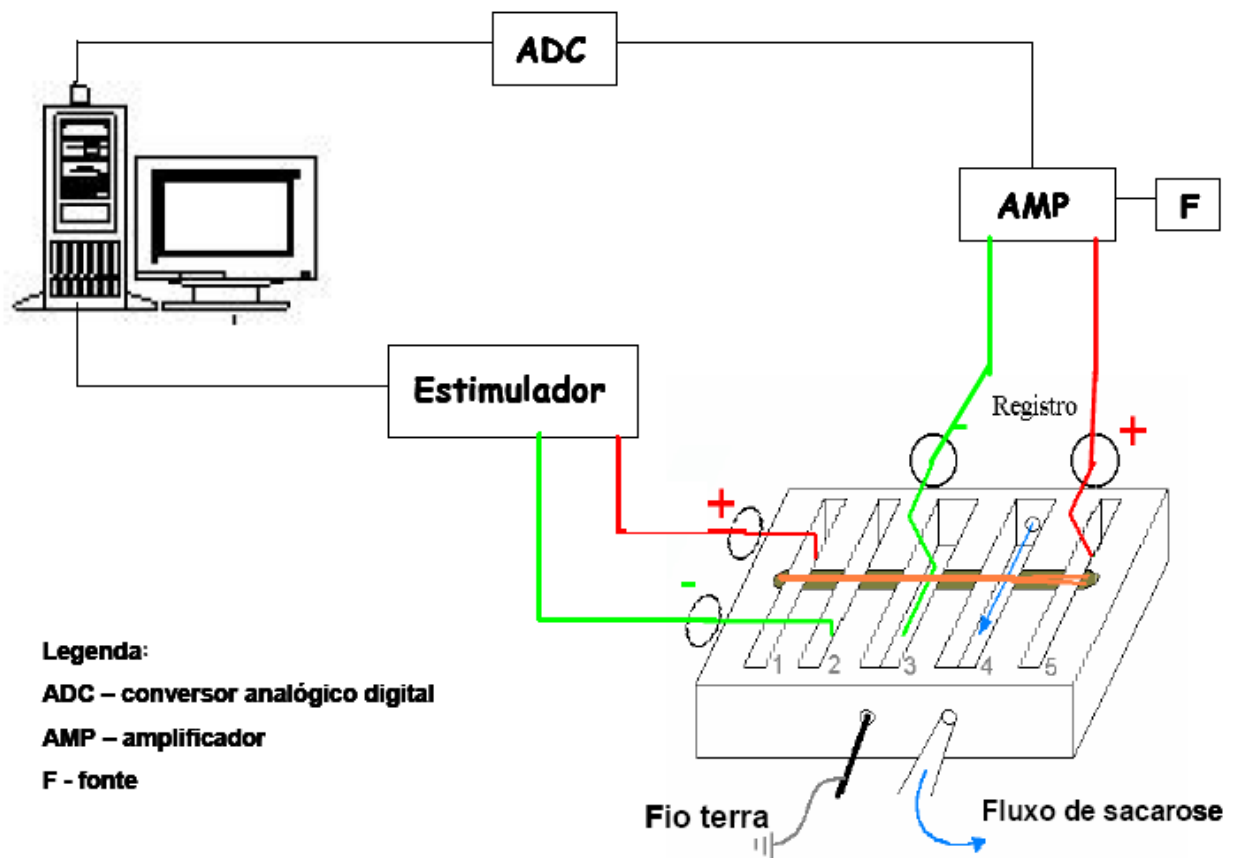 ADC
AMP
F
Estimulador
Registro
-
+
+
-
1 2 3 4 5
Legenda:
ADC – conversor analógico digital
AMP – amplificador
F - fonte
Fio terra
Fluxo de sacarose